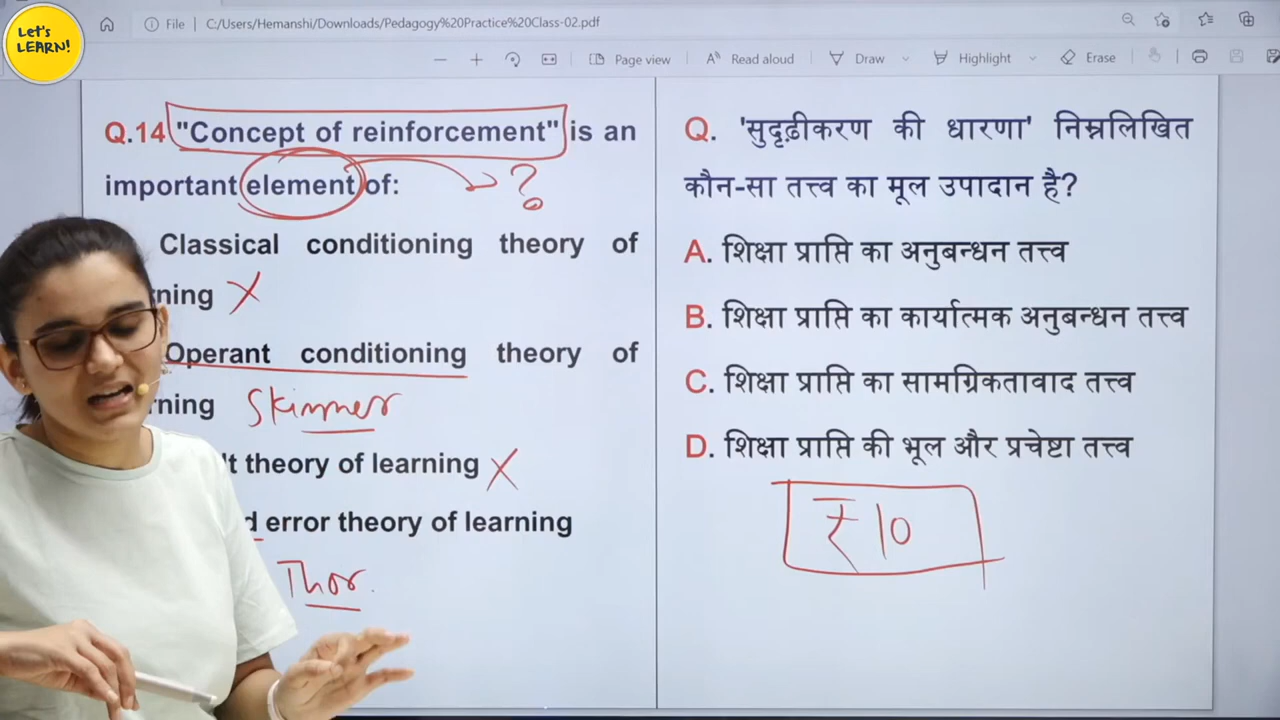 Let's
LEARN!
File
C:/Users/Hemanshi/Downloads/Pedagogy%20Practice%20Class-02.pdf
Page view
Read aloud
Draw
Highlight
Erase
Q.14 "Concept of reinforcement" is an
important element of: ?
Classical conditioning theory of
ning X
Operant conditioning theory of
rning Skinner
lt theory of learning X
d error theory of learning
Thor.
Q. 'सुदृढ़ीकरण की धारणा' निम्नलिखित
कौन-सा तत्त्व का मूल उपादान है?
A. शिक्षा प्राप्ति का अनुबन्धन तत्त्व
B. शिक्षा प्राप्ति का कार्यात्मक अनुबन्धन तत्त्व
C. शिक्षा प्राप्ति का सामग्रिकतावाद तत्त्व
D. शिक्षा प्राप्ति की भूल और प्रचेष्टा तत्त्व
₹10